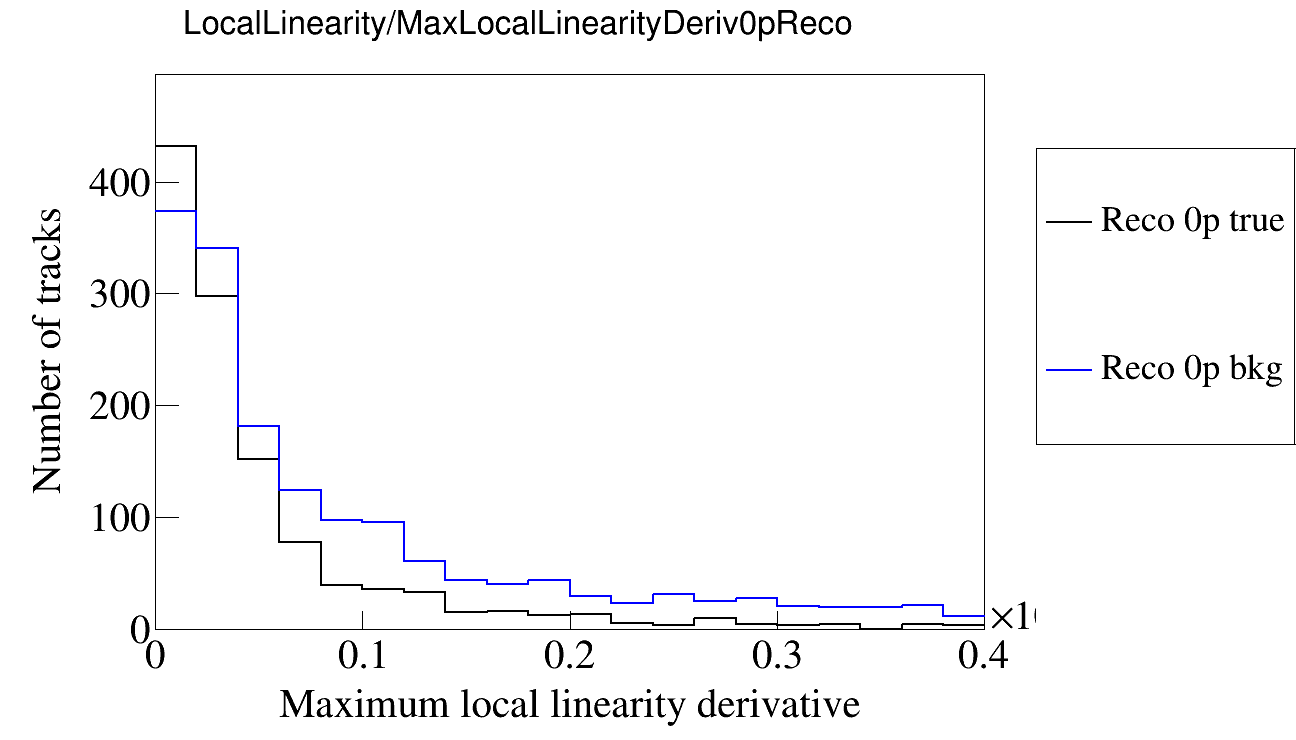 LocalLinearity/MaxLocalLinearityDeriv0pReco
400
300
200
100
0
0 0.1 0.2 0.3 0.4
Number of tracks
Maximum local linearity derivative
Reco 0p true
Reco 0p bkg